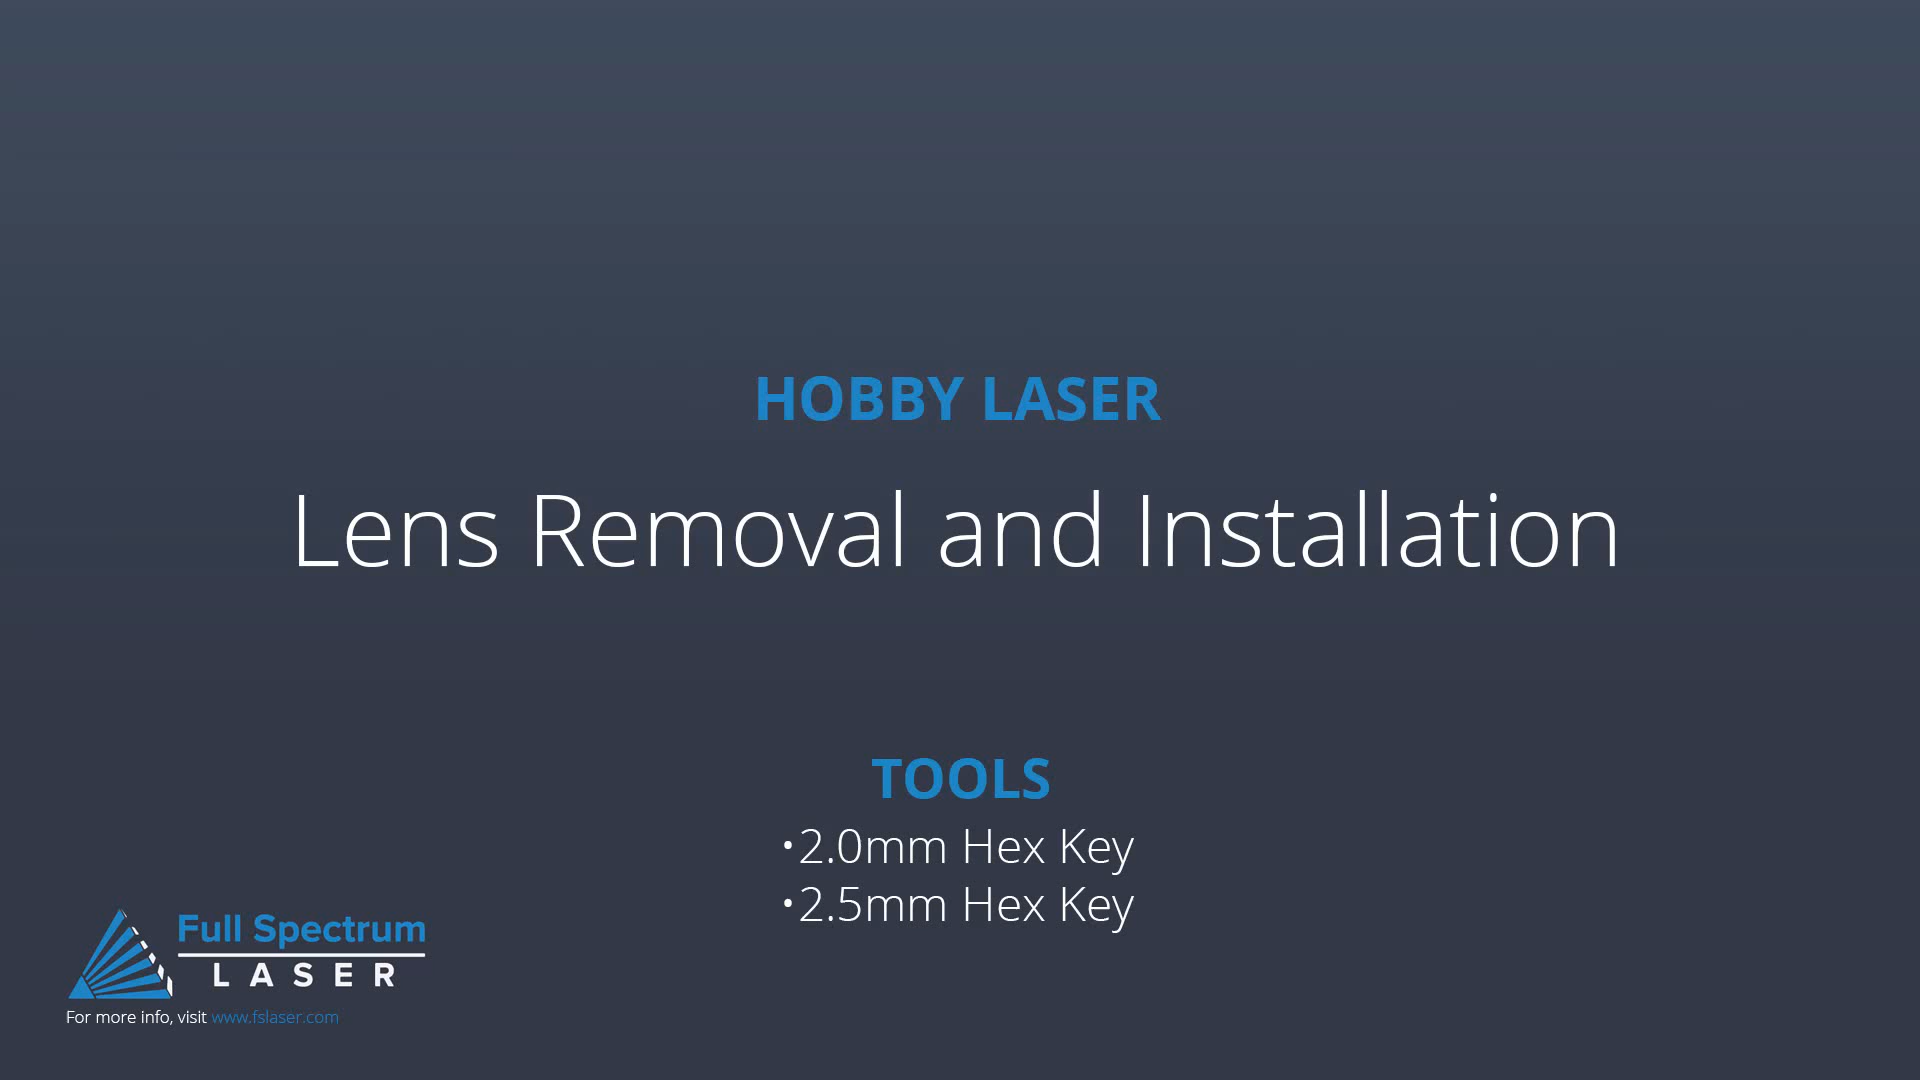 HOBBY LASER
Lens Removal and Installation
TOOLS
•2.0mm Hex Key
•2.5mm Hex Key
Full Spectrum
LASER
For more info, visit www.fslaser.com